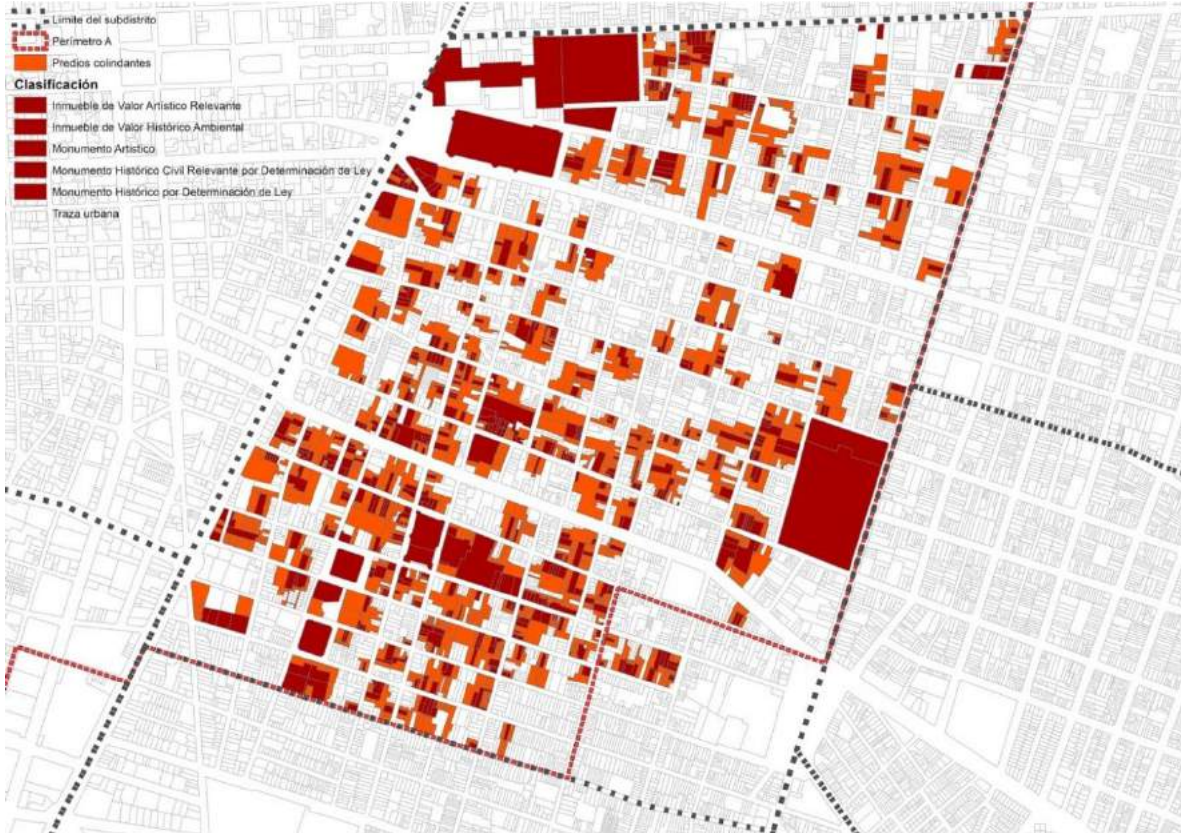 Límite del subdistrito
Perímetro A
Predios colindantes
Clasificación
Inmueble de Valor Artístico Relevante
Inmueble de Valor Histórico Ambiental
Monumento Artístico
Monumento Histórico Civil Relevante por Determinación de Ley
Monumento Histórico por Determinación de Ley
Traza urbana